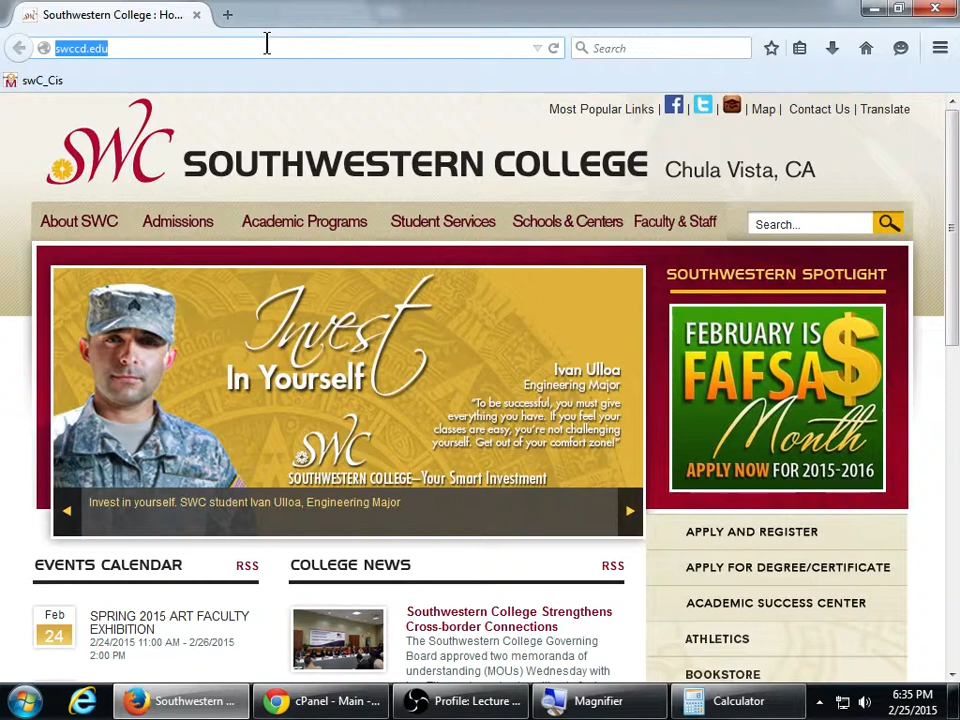 Southwestern College : Ho...
swccd.edu
Search
swC_Cis
Most Popular Links | | | | Map | Contact Us | Translate
SWC SOUTHWESTERN COLLEGE Chula Vista, CA
About SWC Admissions Academic Programs Student Services Schools & Centers Faculty & Staff Search...
SOUTHWESTERN SPOTLIGHT
Invest
In Yourself
Ivan Ulloa
Engineering Major
"To be successful, you must give
everything you have. If you feel your
classes are easy, you're not challenging
yourself. Get out of your comfort zone!"
SWC
SOUTHWESTERN COLLEGE—Your Smart Investment
Invest in yourself. SWC student Ivan Ulloa, Engineering Major
FEBRUARY IS
FAFSA $
Month
APPLY NOW FOR 2015-2016
APPLY AND REGISTER
APPLY FOR DEGREE/CERTIFICATE
ACADEMIC SUCCESS CENTER
ATHLETICS
BOOKSTORE
EVENTS CALENDAR RSS
Feb
24
SPRING 2015 ART FACULTY
EXHIBITION
2/24/2015 11:00 AM - 2/26/2015
2:00 PM
COLLEGE NEWS RSS
Southwestern College Strengthens
Cross-border Connections
The Southwestern College Governing
Board approved two memoranda of
understanding (MOUs) Wednesday with
Southwestern ...
cPanel - Main -...
Profile: Lecture ...
Magnifier
Calculator
6:35 PM
2/25/2015